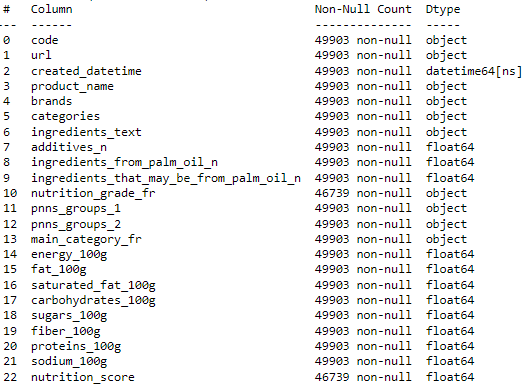 #   Column                                 Non-Null Count  Dtype
--- ------                                 --------------  -----
0   code                                   49903 non-null  object
1   url                                    49903 non-null  object
2   created_datetime                       49903 non-null  datetime64[ns]
3   product_name                           49903 non-null  object
4   brands                                 49903 non-null  object
5   categories                             49903 non-null  object
6   ingredients_text                       49903 non-null  object
7   additives_n                            49903 non-null  float64
8   ingredients_from_palm_oil_n            49903 non-null  float64
9   ingredients_that_may_be_from_palm_oil_n  49903 non-null  float64
10  nutrition_grade_fr                     46739 non-null  object
11  pnns_groups_1                          49903 non-null  object
12  pnns_groups_2                          49903 non-null  object
13  main_category_fr                       49903 non-null  object
14  energy_100g                            49903 non-null  float64
15  fat_100g                               49903 non-null  float64
16  saturated_fat_100g                     49903 non-null  float64
17  carbohydrates_100g                     49903 non-null  float64
18  sugars_100g                            49903 non-null  float64
19  fiber_100g                             49903 non-null  float64
20  proteins_100g                          49903 non-null  float64
21  sodium_100g                            49903 non-null  float64
22  nutrition_score                        46739 non-null  float64